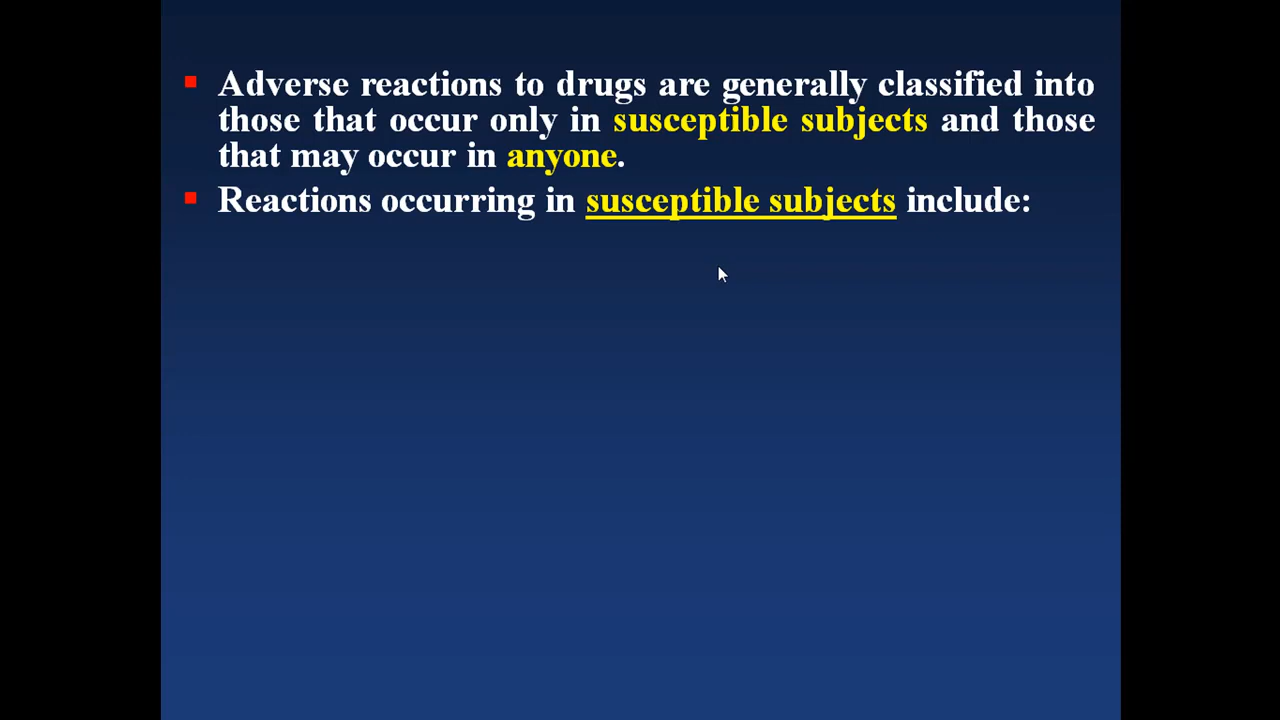 Adverse reactions to drugs are generally classified into
those that occur only in susceptible subjects and those
that may occur in anyone.
Reactions occurring in susceptible subjects include: